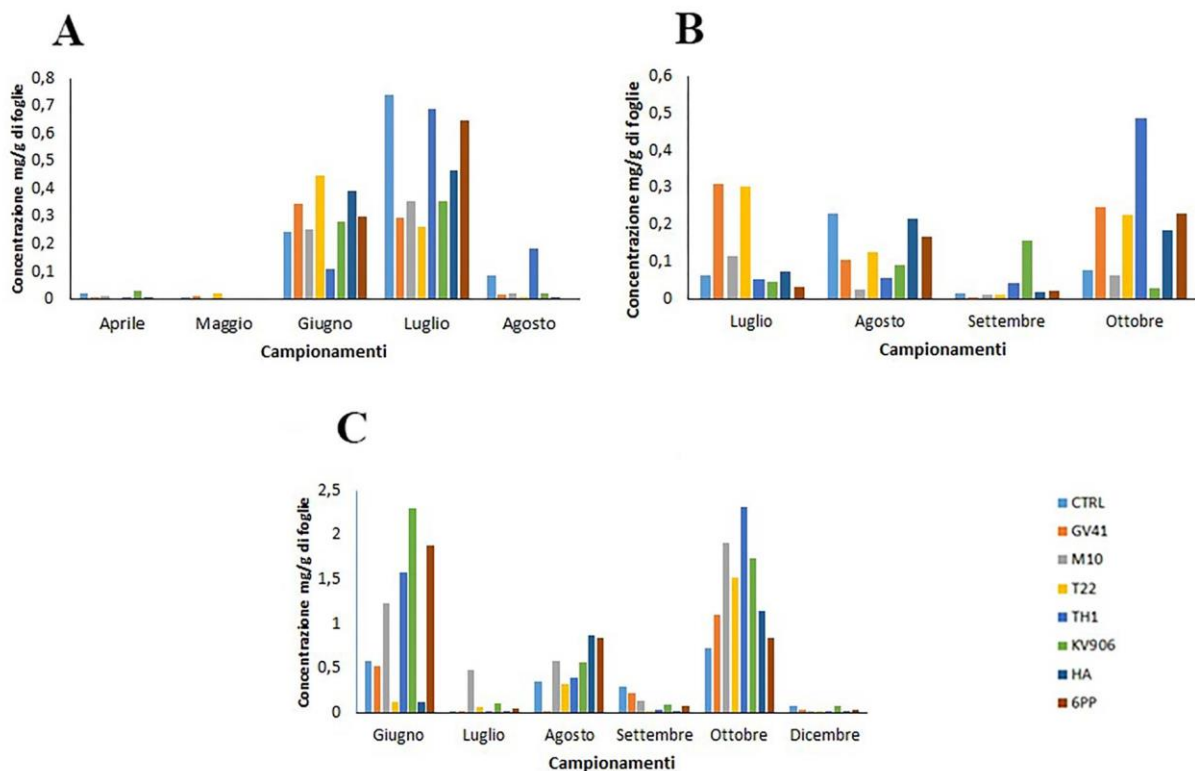 A
Concentrazione mg/g di foglie
0,8
0,7
0,6
0,5
0,4
0,3
0,2
0,1
0
Aprile Maggio Giugno Luglio Agosto
Campionamenti
B
Concentrazione mg/g di foglie
0,6
0,5
0,4
0,3
0,2
0,1
0
Luglio Agosto Settembre Ottobre
Campionamenti
C
Concentrazione mg/g di foglie
2,5
2
1,5
1
0,5
0
Giugno Luglio Agosto Settembre Ottobre Dicembre
Campionamenti
CTRL
GV41
M10
T22
TH1
KV906
HA
6PP